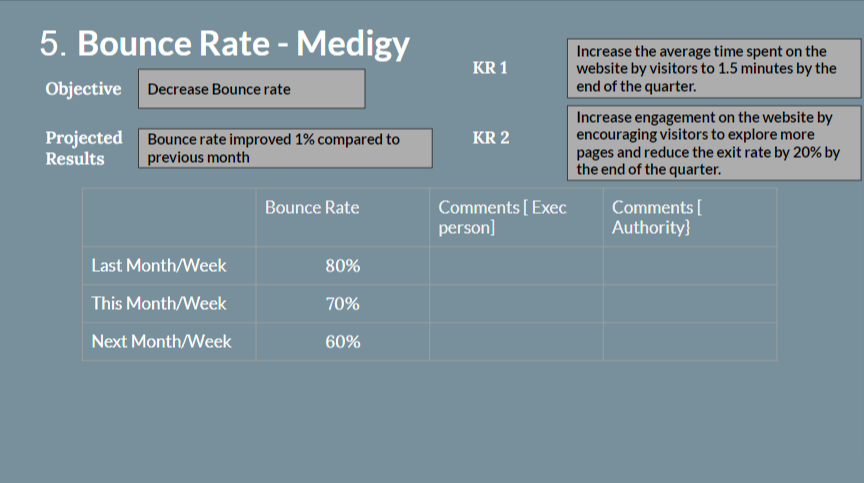 5. Bounce Rate - Medigy
Objective
Decrease Bounce rate
Projected
Results
Bounce rate improved 1% compared to
previous month
KR 1
Increase the average time spent on the
website by visitors to 1.5 minutes by the
end of the quarter.
KR 2
Increase engagement on the website by
encouraging visitors to explore more
pages and reduce the exit rate by 20% by
the end of the quarter.
Bounce Rate
Comments [ Exec
person]
Comments [
Authority}
Last Month/Week 80%
This Month/Week 70%
Next Month/Week 60%